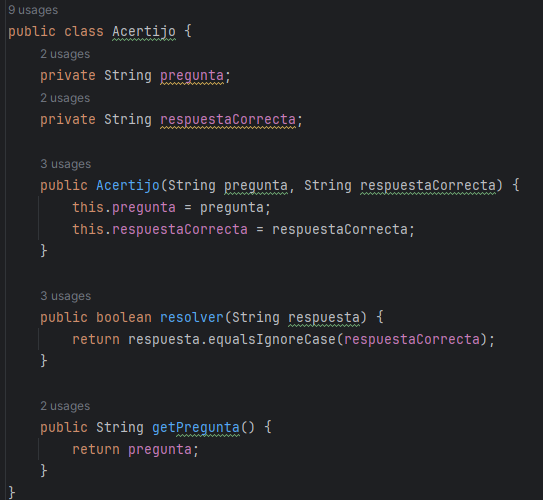 9 usages
public class Acertijo {
2 usages
private String pregunta;
2 usages
private String respuestaCorrecta;
3 usages
public Acertijo(String pregunta, String respuestaCorrecta) {
this.pregunta = pregunta;
this.respuestaCorrecta = respuestaCorrecta;
}
3 usages
public boolean resolver(String respuesta) {
return respuesta.equalsIgnoreCase(respuestaCorrecta);
}
2 usages
public String getPregunta() {
return pregunta;
}
}